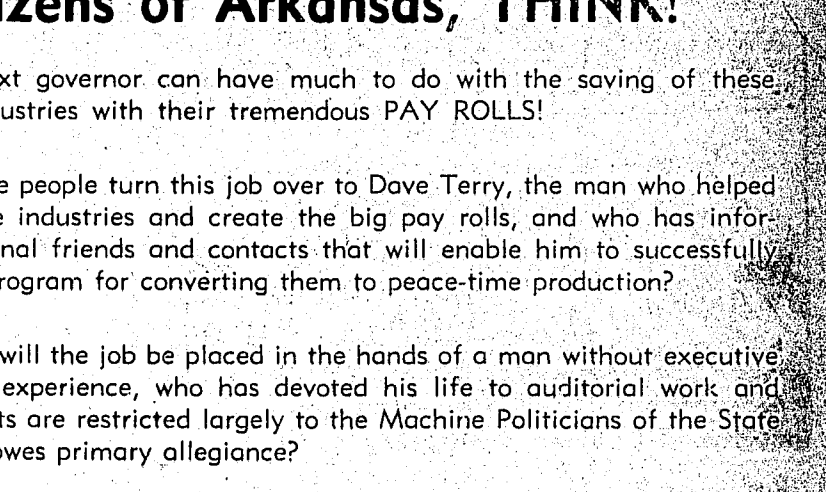 izens of Arkansas, THINK!
xt governor can have much to do with the saving of these
ustries with their tremendous PAY ROLLS!
e people turn this job over to Dave Terry, the man who helped
e industries and create the big pay rolls, and who has infor-
nal friends and contacts that will enable him to successfully
rogram for converting them to peace-time production?
will the job be placed in the hands of a man without executive
experience, who has devoted his life to auditorial work and
ts are restricted largely to the Machine Politicians of the State
owes primary allegiance?